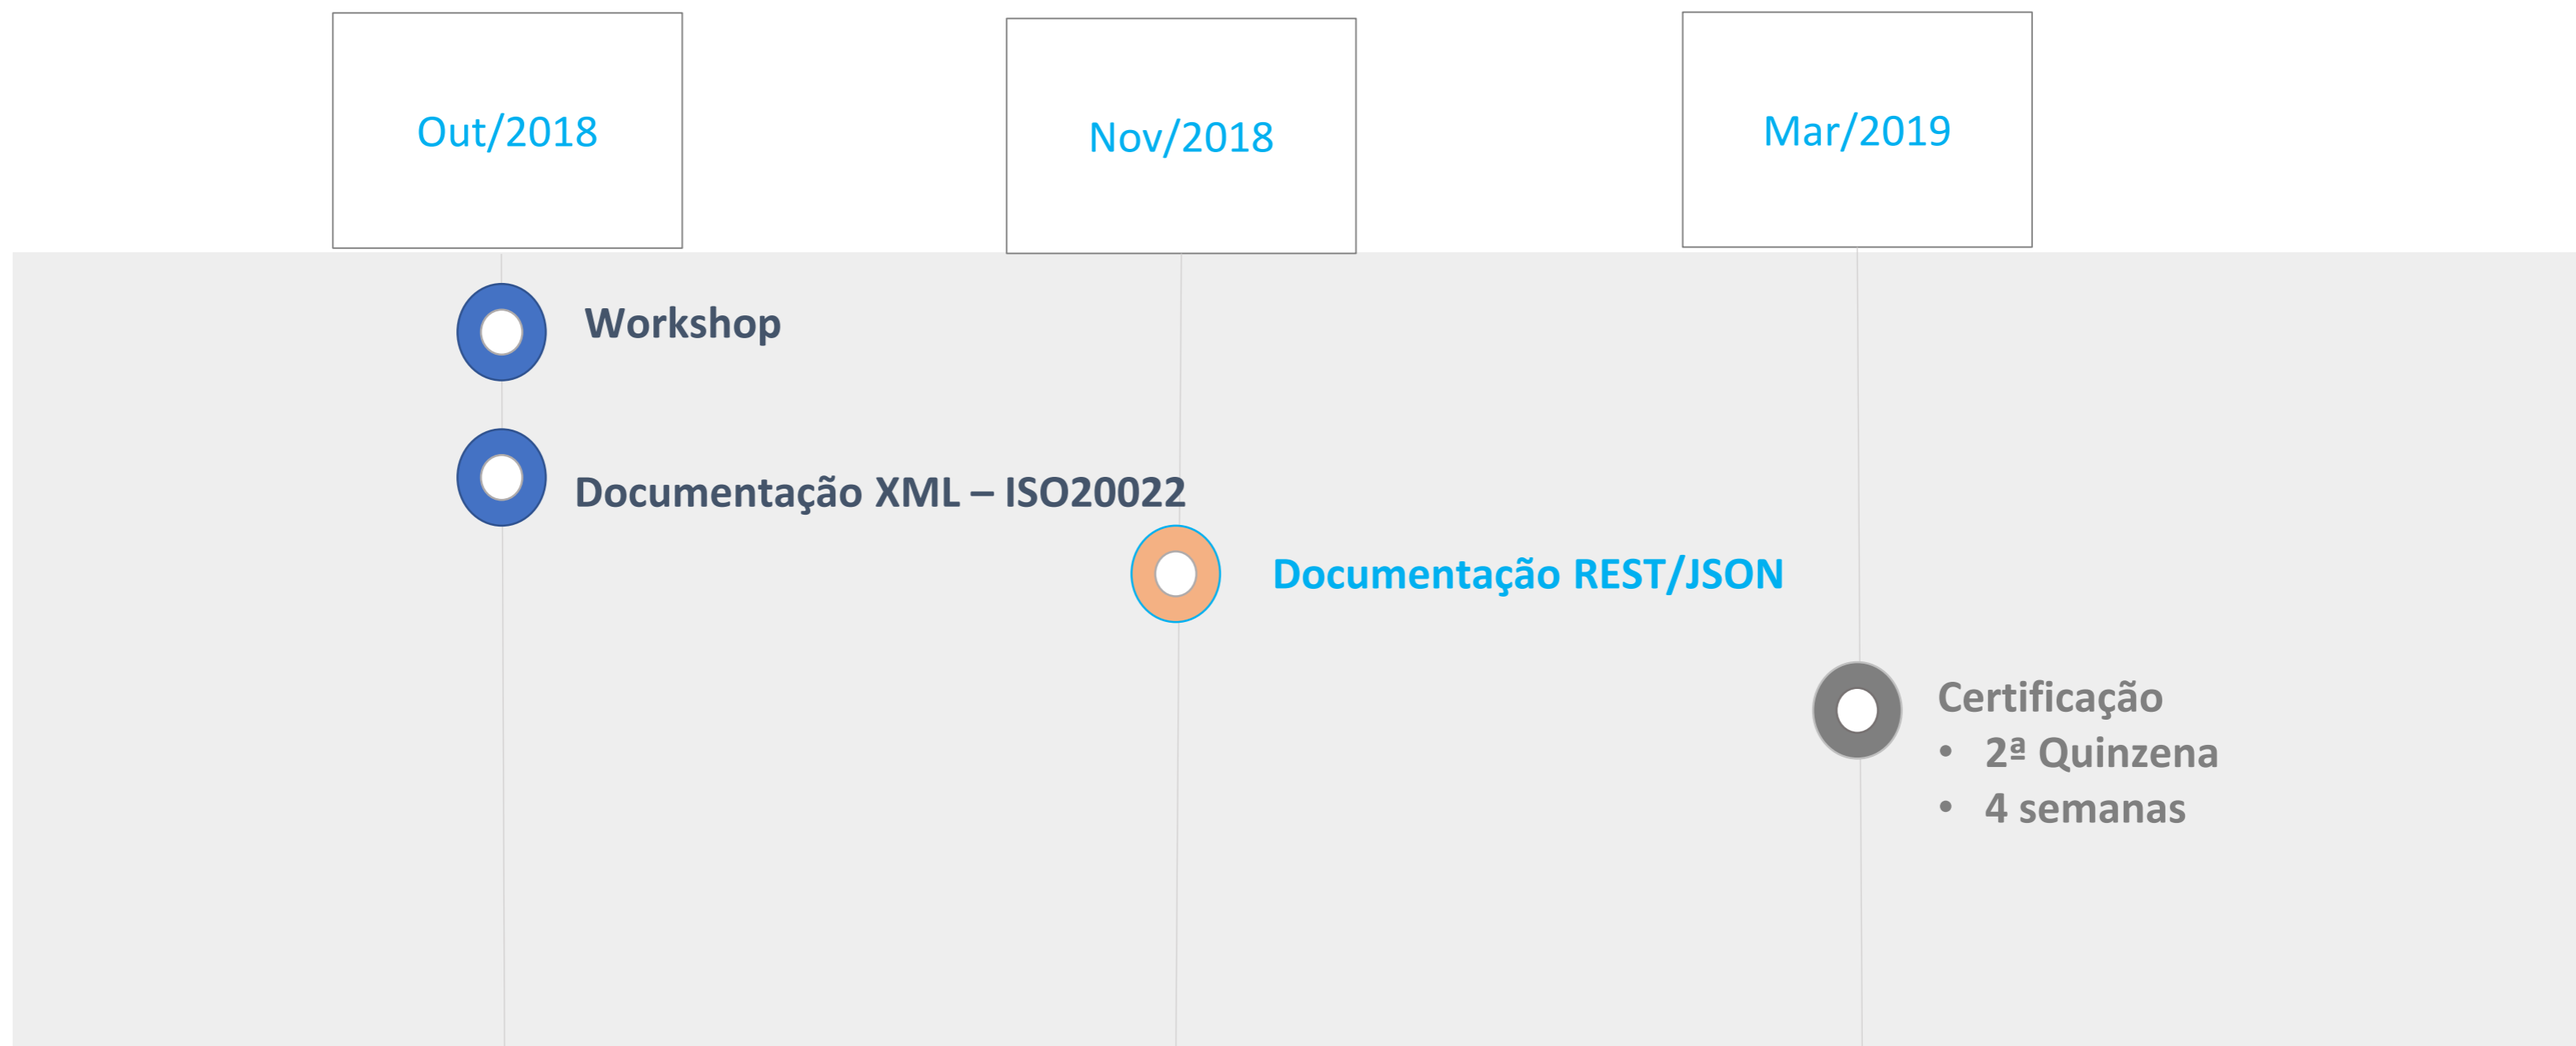 Out/2018
Nov/2018
Mar/2019
Workshop
Documentação XML – ISO20022
Documentação REST/JSON
Certificação
• 2ª Quinzena
• 4 semanas